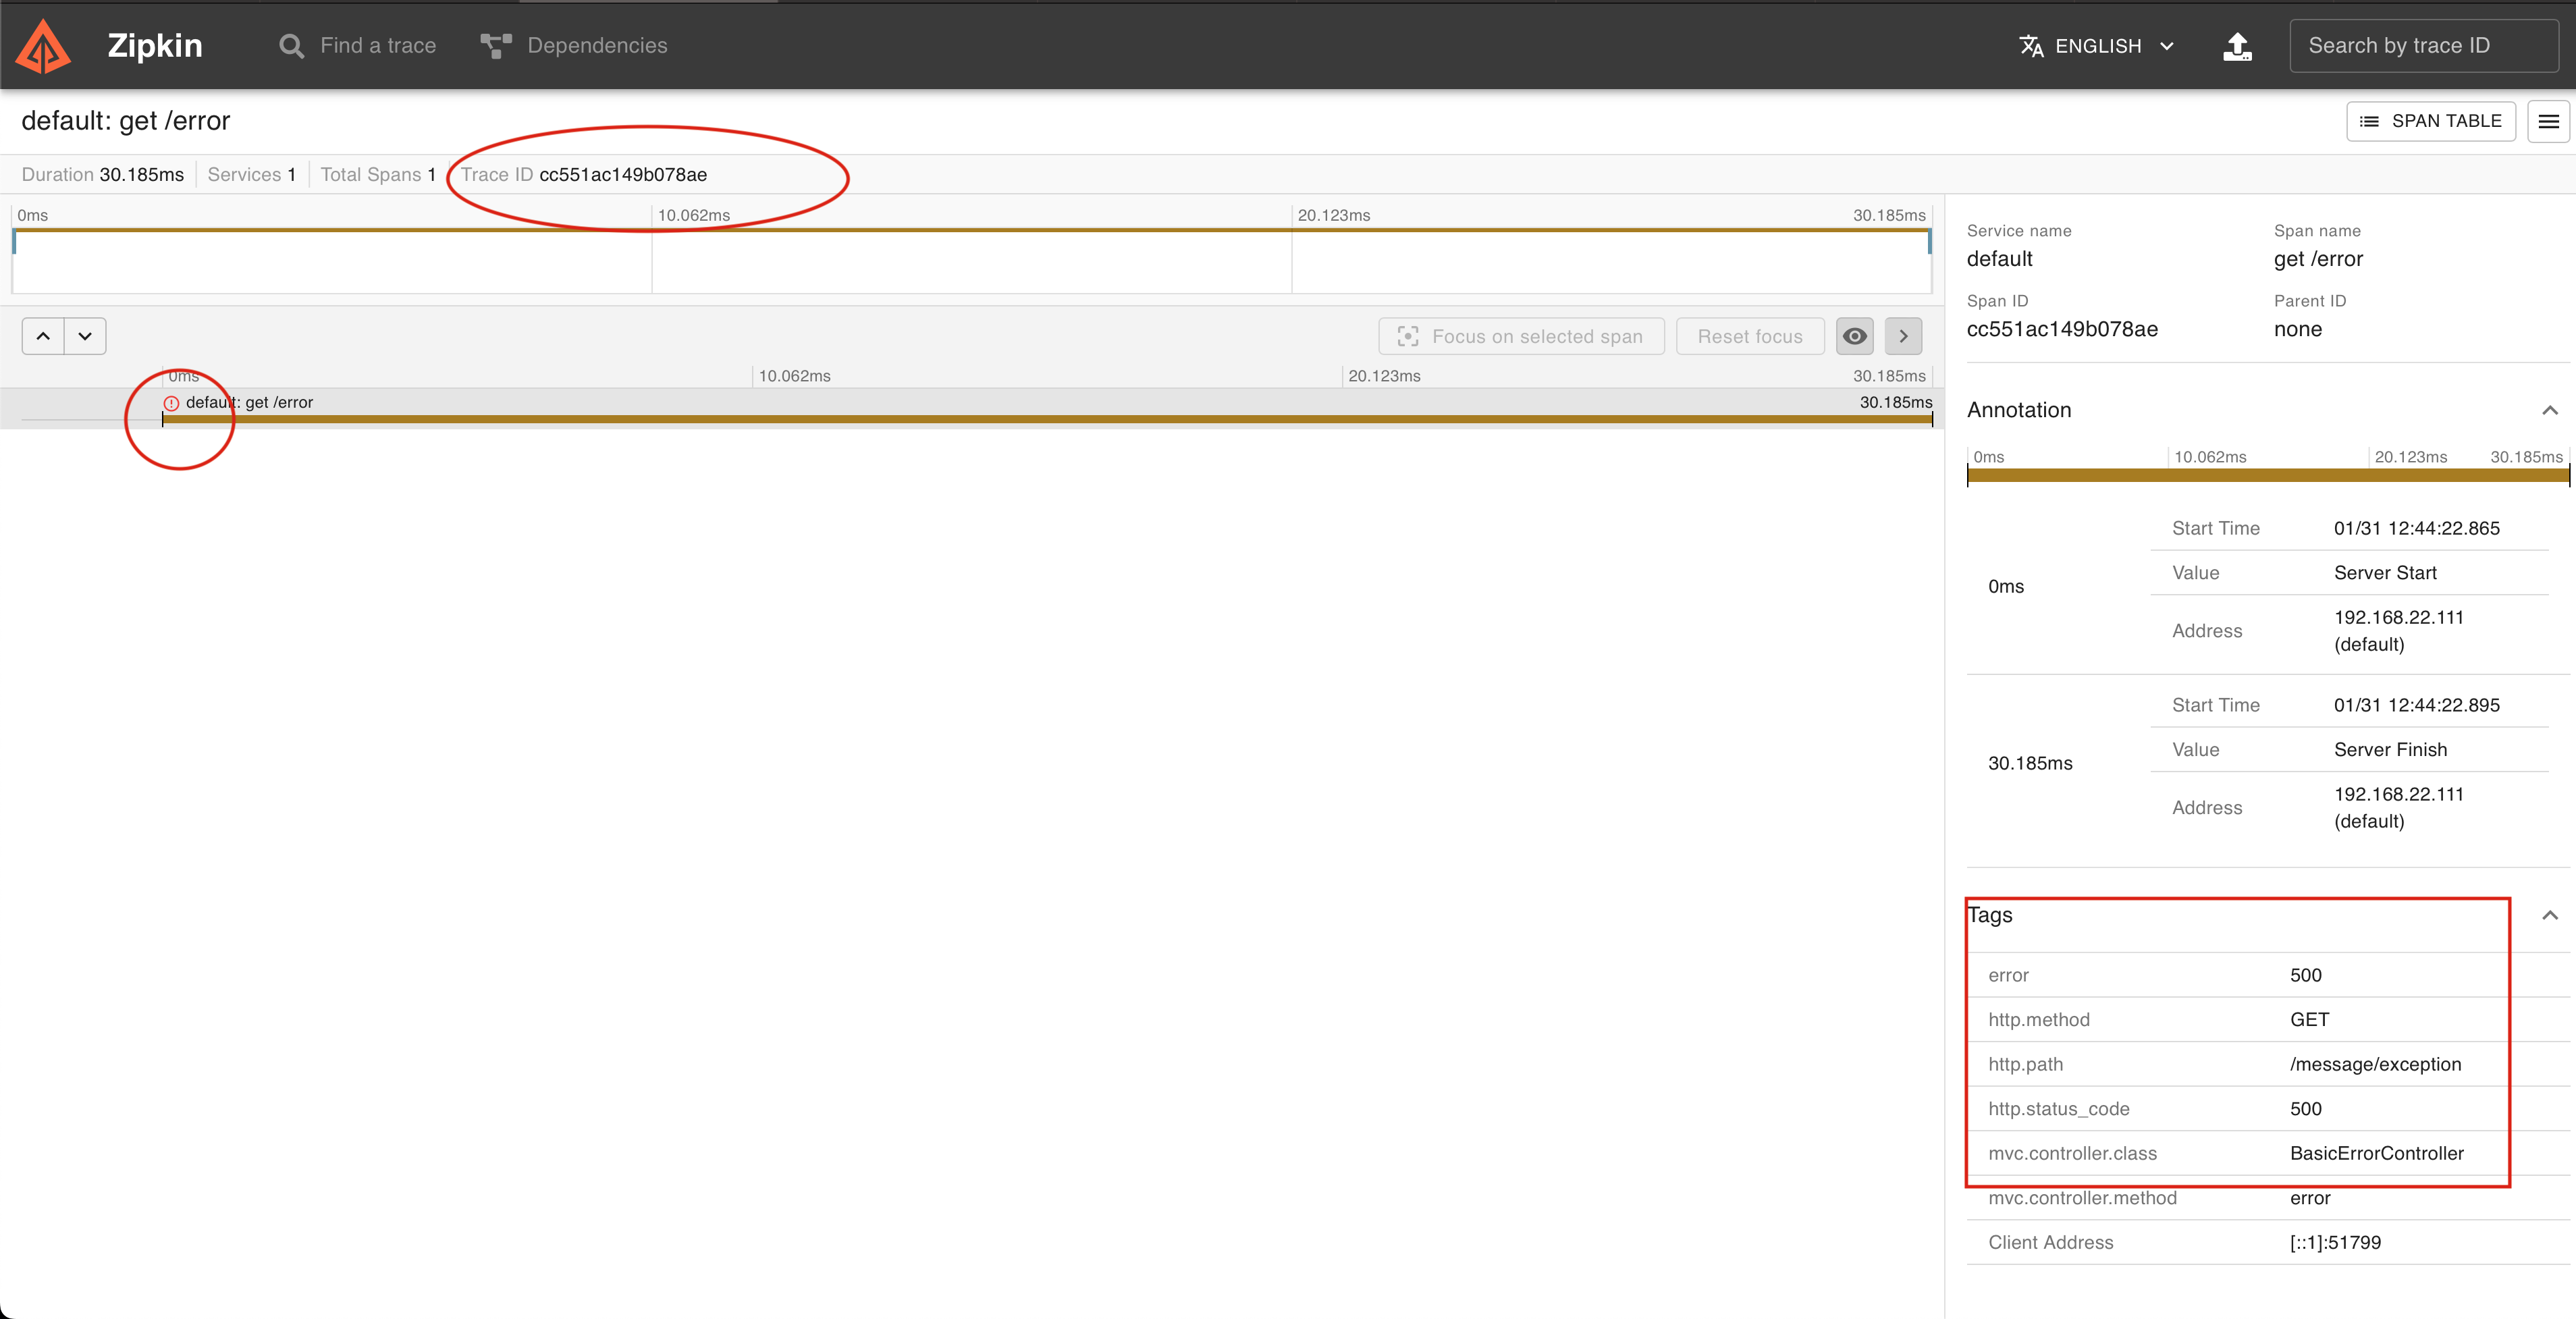 Zipkin
Find a trace
Dependencies
ENGLISH
Search by trace ID
default: get /error
SPAN TABLE
Duration 30.185ms
Services 1
Total Spans 1
Trace ID cc551ac149b078ae
0ms
10.062ms
20.123ms
30.185ms
Focus on selected span
Reset focus
0ms
10.062ms
20.123ms
30.185ms
default: get /error
30.185ms
Service name
Span name
default
get /error
Span ID
Parent ID
cc551ac149b078ae
none
Annotation
0ms
10.062ms
20.123ms
30.185ms
0ms
Start Time 01/31 12:44:22.865
Value Server Start
Address 192.168.22.111
(default)
30.185ms
Start Time 01/31 12:44:22.895
Value Server Finish
Address 192.168.22.111
(default)
Tags
error 500
http.method GET
http.path /message/exception
http.status_code 500
mvc.controller.class BasicErrorController
mvc.controller.method error
Client Address [::1]:51799